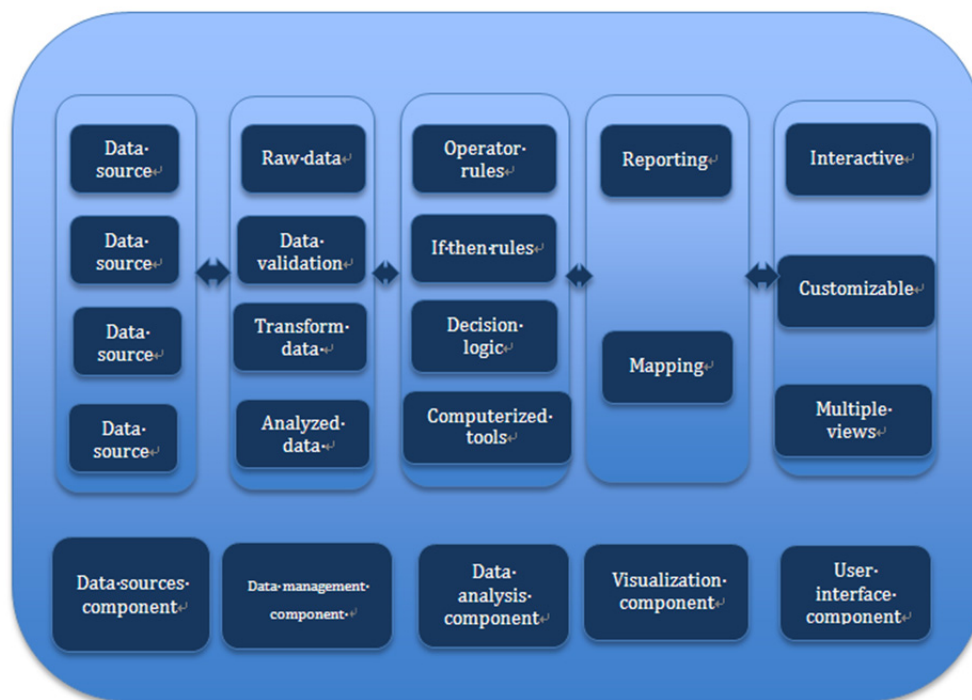 Data·
source↵
Data·
source↵
Data·
source↵
Data·
source↵
Raw·data↵
Data·
validation↵
Transform·
data↵
Analyzed·
data↵
Operator·
rules↵
If-then·rules↵
Decision·
logic↵
Computerized·
tools↵
Reporting↵
Mapping↵
Interactive↵
Customizable↵
Multiple·
views↵
Data·sources·
component↵
Data·management·
component·↵
Data·
analysis·
component↵
Visualization·
component↵
User·
interface·
component↵